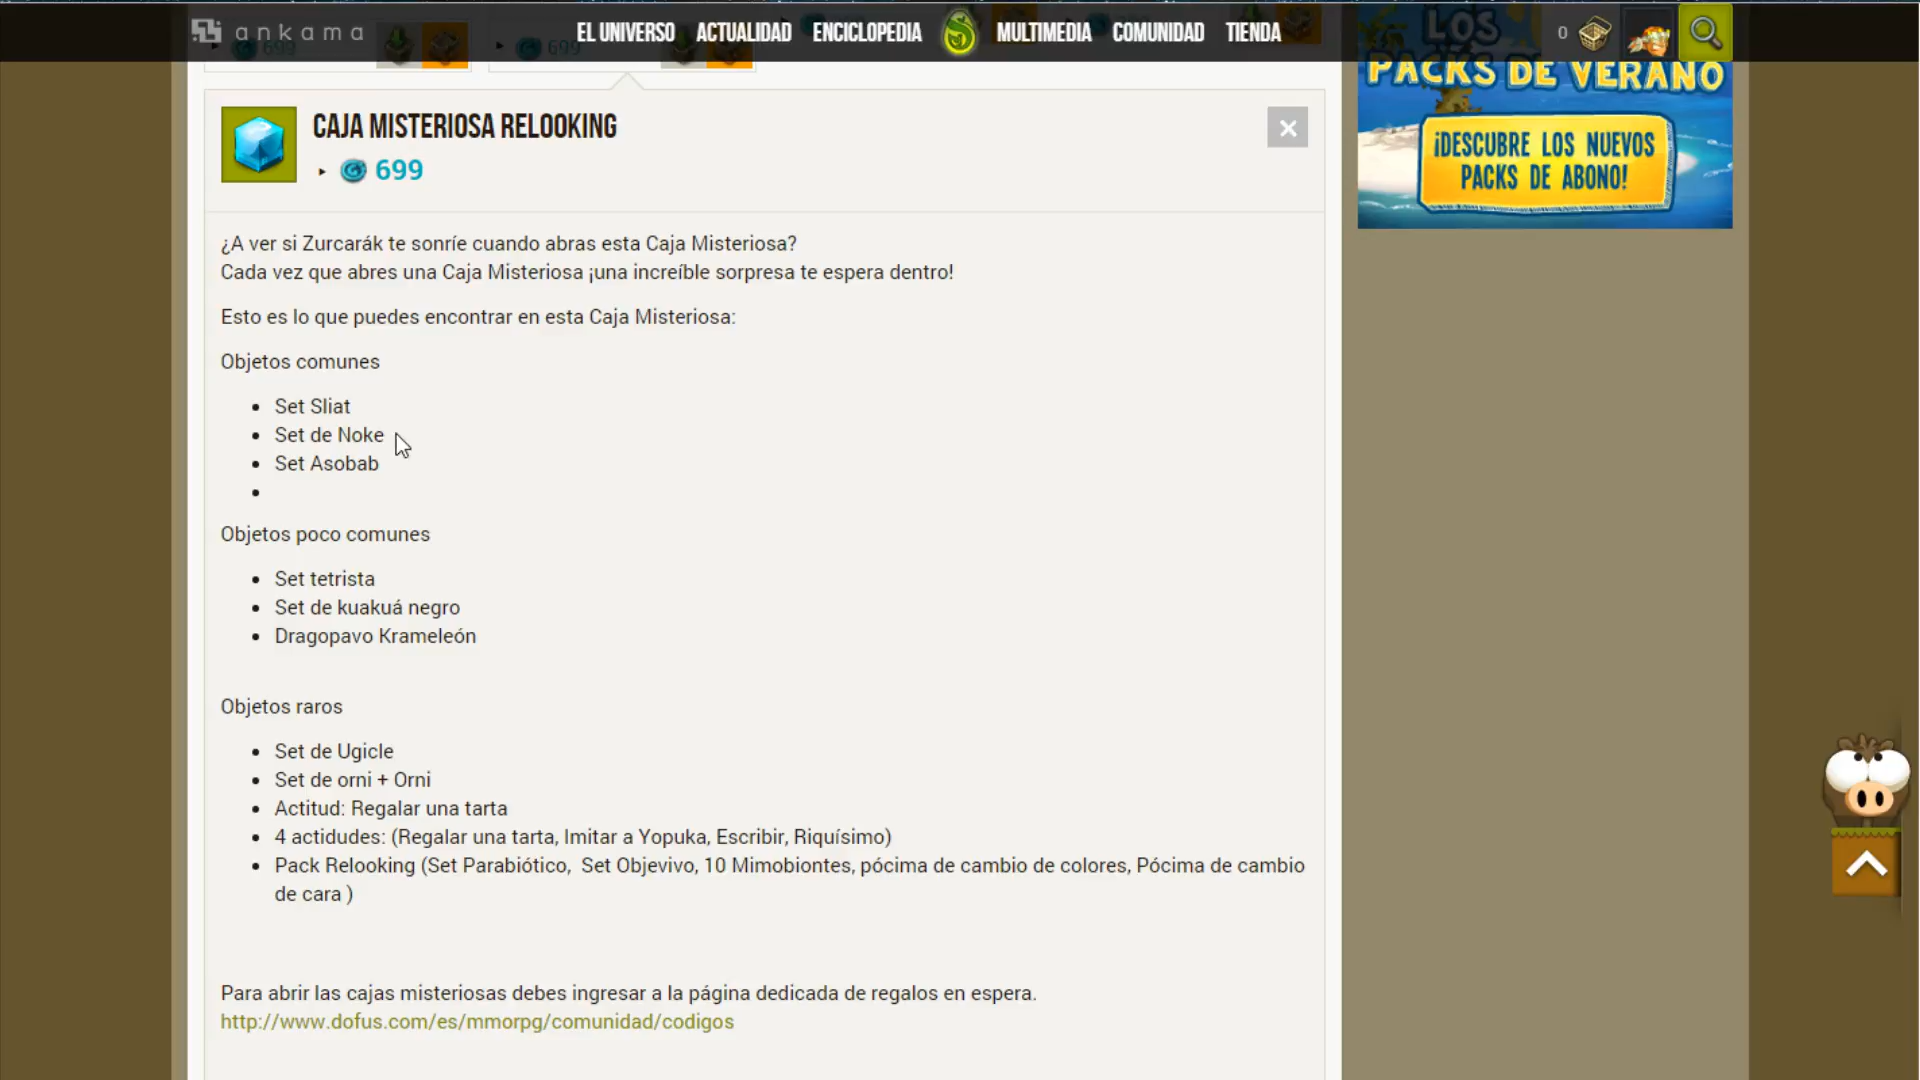 ankama
EL UNIVERSO ACTUALIDAD ENCICLOPEDIA MULTIMEDIA COMUNIDAD TIENDA
0
699
699
LOS
PACKS DE VERANO
¡DESCUBRE LOS NUEVOS
PACKS DE ABONO!
CAJA MISTERIOSA RELOOKING
699
¿A ver si Zurcarák te sonríe cuando abras esta Caja Misteriosa?
Cada vez que abres una Caja Misteriosa ¡una increíble sorpresa te espera dentro!
Esto es lo que puedes encontrar en esta Caja Misteriosa:
Objetos comunes
• Set Sliat
• Set de Noke
• Set Asobab
•
Objetos poco comunes
• Set tetrista
• Set de kuakuá negro
• Dragopavo Krameleón
Objetos raros
• Set de Ugicle
• Set de orni + Orni
• Actitud: Regalar una tarta
• 4 actidudes: (Regalar una tarta, Imitar a Yopuka, Escribir, Riquísimo)
• Pack Relooking (Set Parabiótico,  Set Objevivo, 10 Mimobiontes, pócima de cambio de colores, Pócima de cambio
de cara )
Para abrir las cajas misteriosas debes ingresar a la página dedicada de regalos en espera.
http://www.dofus.com/es/mmorpg/comunidad/codigos